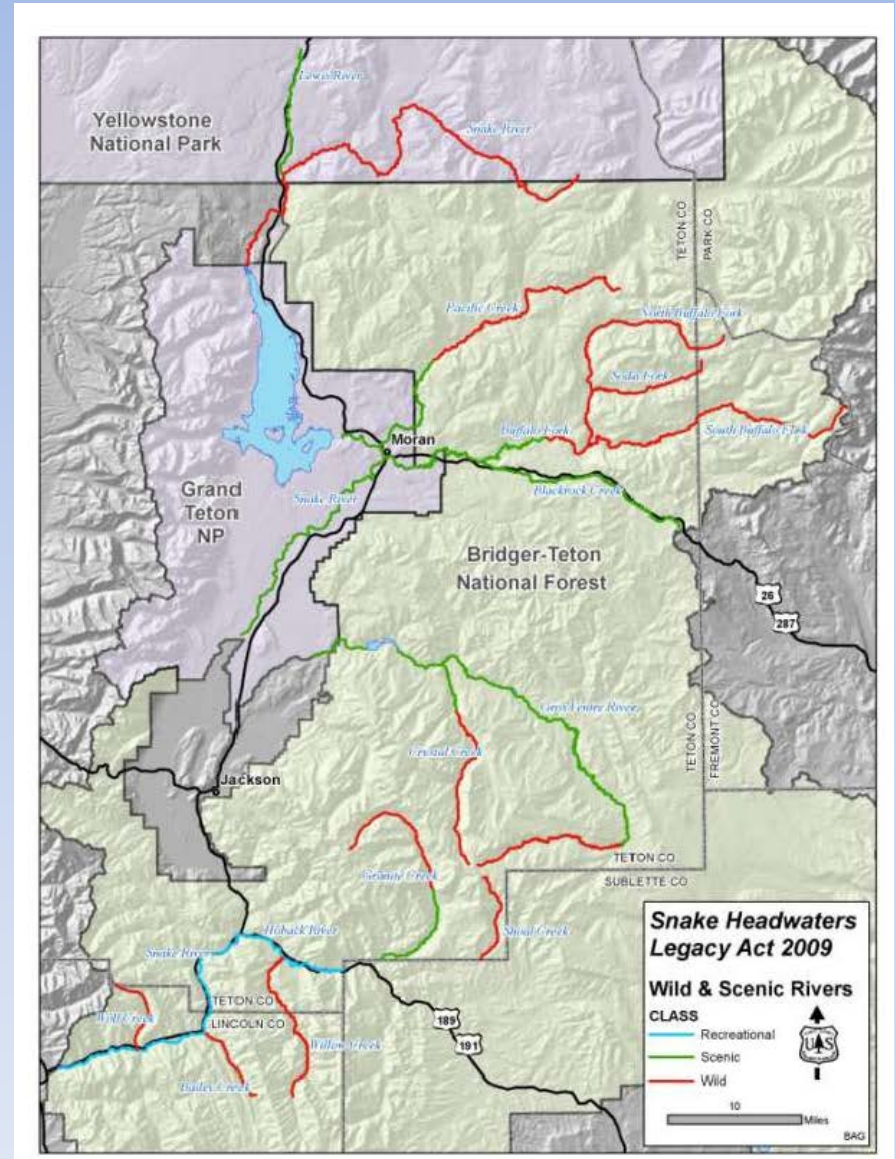 Lewis River
Yellowstone
National Park
Snake River
TETON CO
PARK CO
Pacific Creek
North Buffalo Fork
Soda Fork
Buffalo Fork
South Buffalo Fork
Moran
Snake River
Blackrock Creek
Grand
Teton
NP
Bridger-Teton
National Forest
26
287
Gros Ventre River
TETON CO
FREMONT CO
Crystal Creek
Jackson
TETON CO
SUBLETTE CO
Granite Creek
Shoal Creek
Hoback River
Snake River
TETON CO
LINCOLN CO
Wolf Creek
Willow Creek
Bailey Creek
189
191
Snake Headwaters
Legacy Act 2009
Wild & Scenic Rivers
CLASS
Recreational
Scenic
Wild
U S
10
Miles
BAG